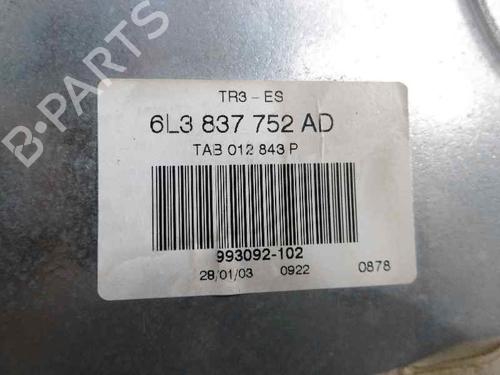 B-PARTS
TR3 - ES
6L3 837 752 AD
TAB 012 843 P
993092-102
28/01/03 0922 0878